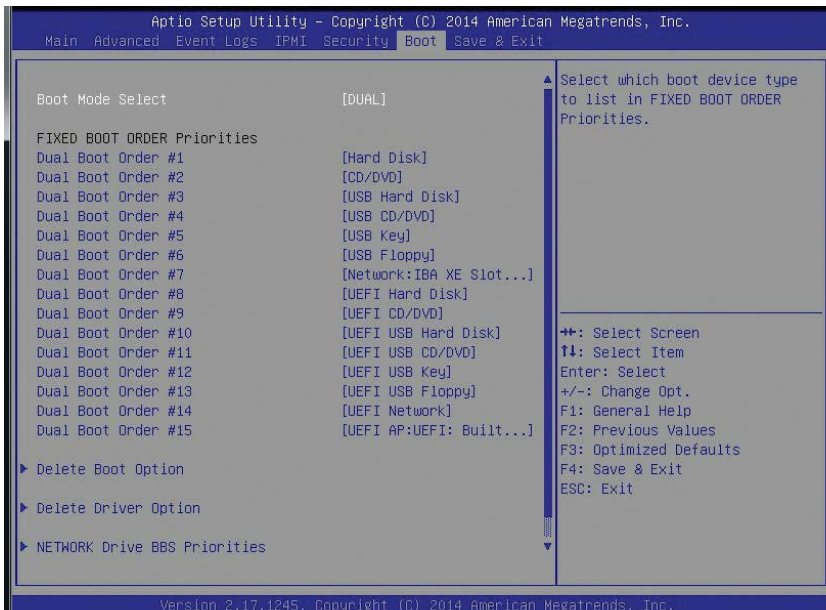 Aptio Setup Utility – Copyright (C) 2014 American Megatrends, Inc.
Main Advanced Event Logs IPMI Security Boot Save & Exit
Boot Mode Select [DUAL]
FIXED BOOT ORDER Priorities
Dual Boot Order #1 [Hard Disk]
Dual Boot Order #2 [CD/DVD]
Dual Boot Order #3 [USB Hard Disk]
Dual Boot Order #4 [USB CD/DVD]
Dual Boot Order #5 [USB Key]
Dual Boot Order #6 [USB Floppy]
Dual Boot Order #7 [Network:IBA XE Slot...]
Dual Boot Order #8 [UEFI Hard Disk]
Dual Boot Order #9 [UEFI CD/DVD]
Dual Boot Order #10 [UEFI USB Hard Disk]
Dual Boot Order #11 [UEFI USB CD/DVD]
Dual Boot Order #12 [UEFI USB Key]
Dual Boot Order #13 [UEFI USB Floppy]
Dual Boot Order #14 [UEFI Network]
Dual Boot Order #15 [UEFI AP:UEFI: Built...]
Delete Boot Option
Delete Driver Option
NETWORK Drive BBS Priorities
Select which boot device type
to list in FIXED BOOT ORDER
Priorities.
→←: Select Screen
↑↓: Select Item
Enter: Select
+/-: Change Opt.
F1: General Help
F2: Previous Values
F3: Optimized Defaults
F4: Save & Exit
ESC: Exit
Version 2.17.1245. Copyright (C) 2014 American Megatrends, Inc.